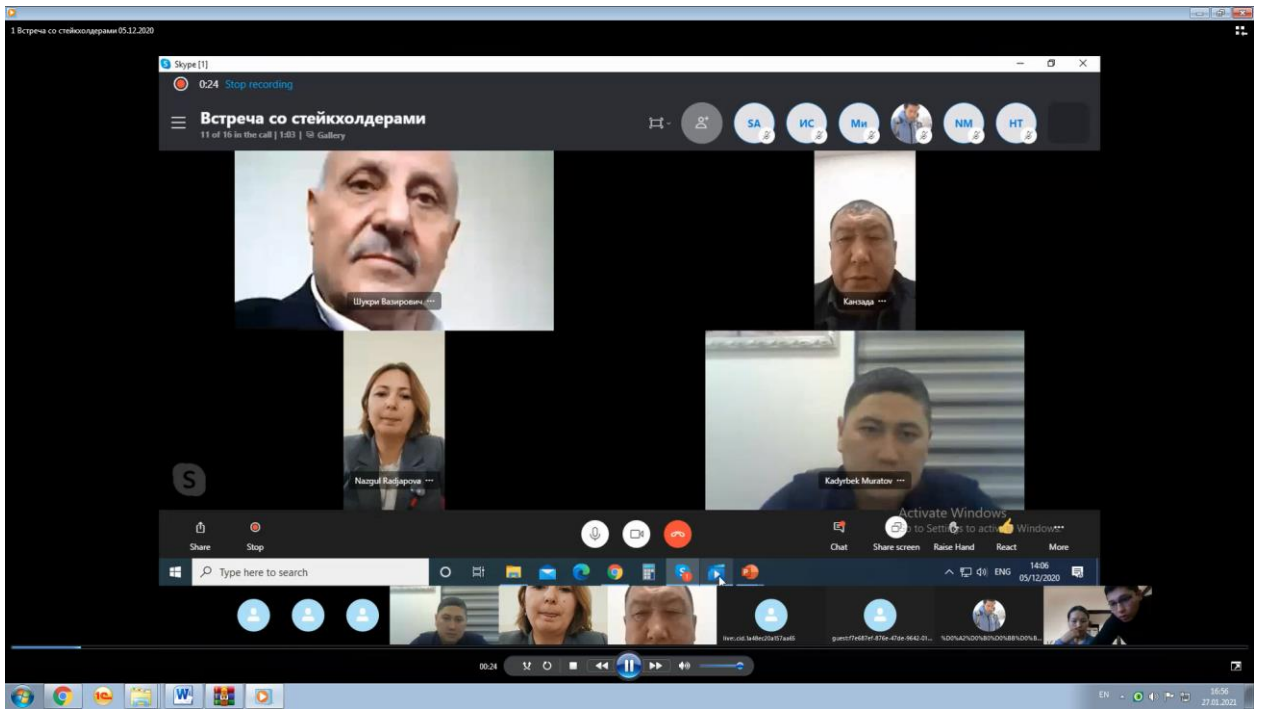 1 Встреча со стейкхолдерами 05.12.2020
Skype [1]
0:24 Stop recording
Встреча со стейкхолдерами
11 of 16 in the call | 1:03 | Gallery
SA
ИС
Ми
NM
НТ
Шукри Вазирович
Канзада
Nazgul Radjapova
Kadyrbek Muratov
Activate Windows
Go to Settings to activate Windows.
Share
Stop
Chat
Share screen
Raise Hand
React
More
Type here to search
ENG
14:06
05/12/2020
00:24
EN
16:56
27.01.2021